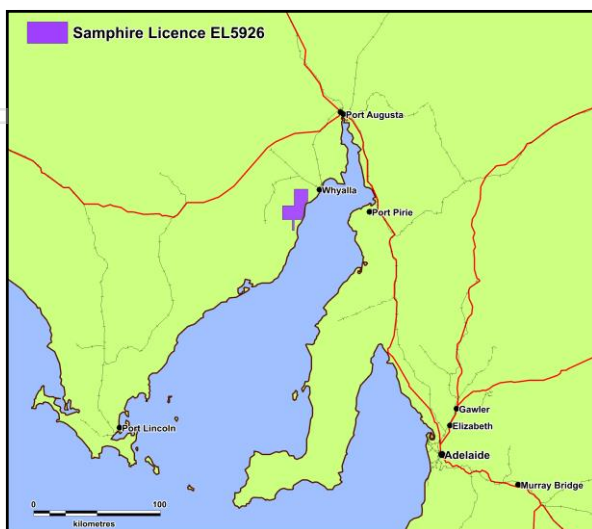 Samphire Licence EL5926
Port Augusta
Whyalla
Port Pirie
Port Lincoln
Gawler
Elizabeth
Adelaide
Murray Bridge
0 100
kilometres